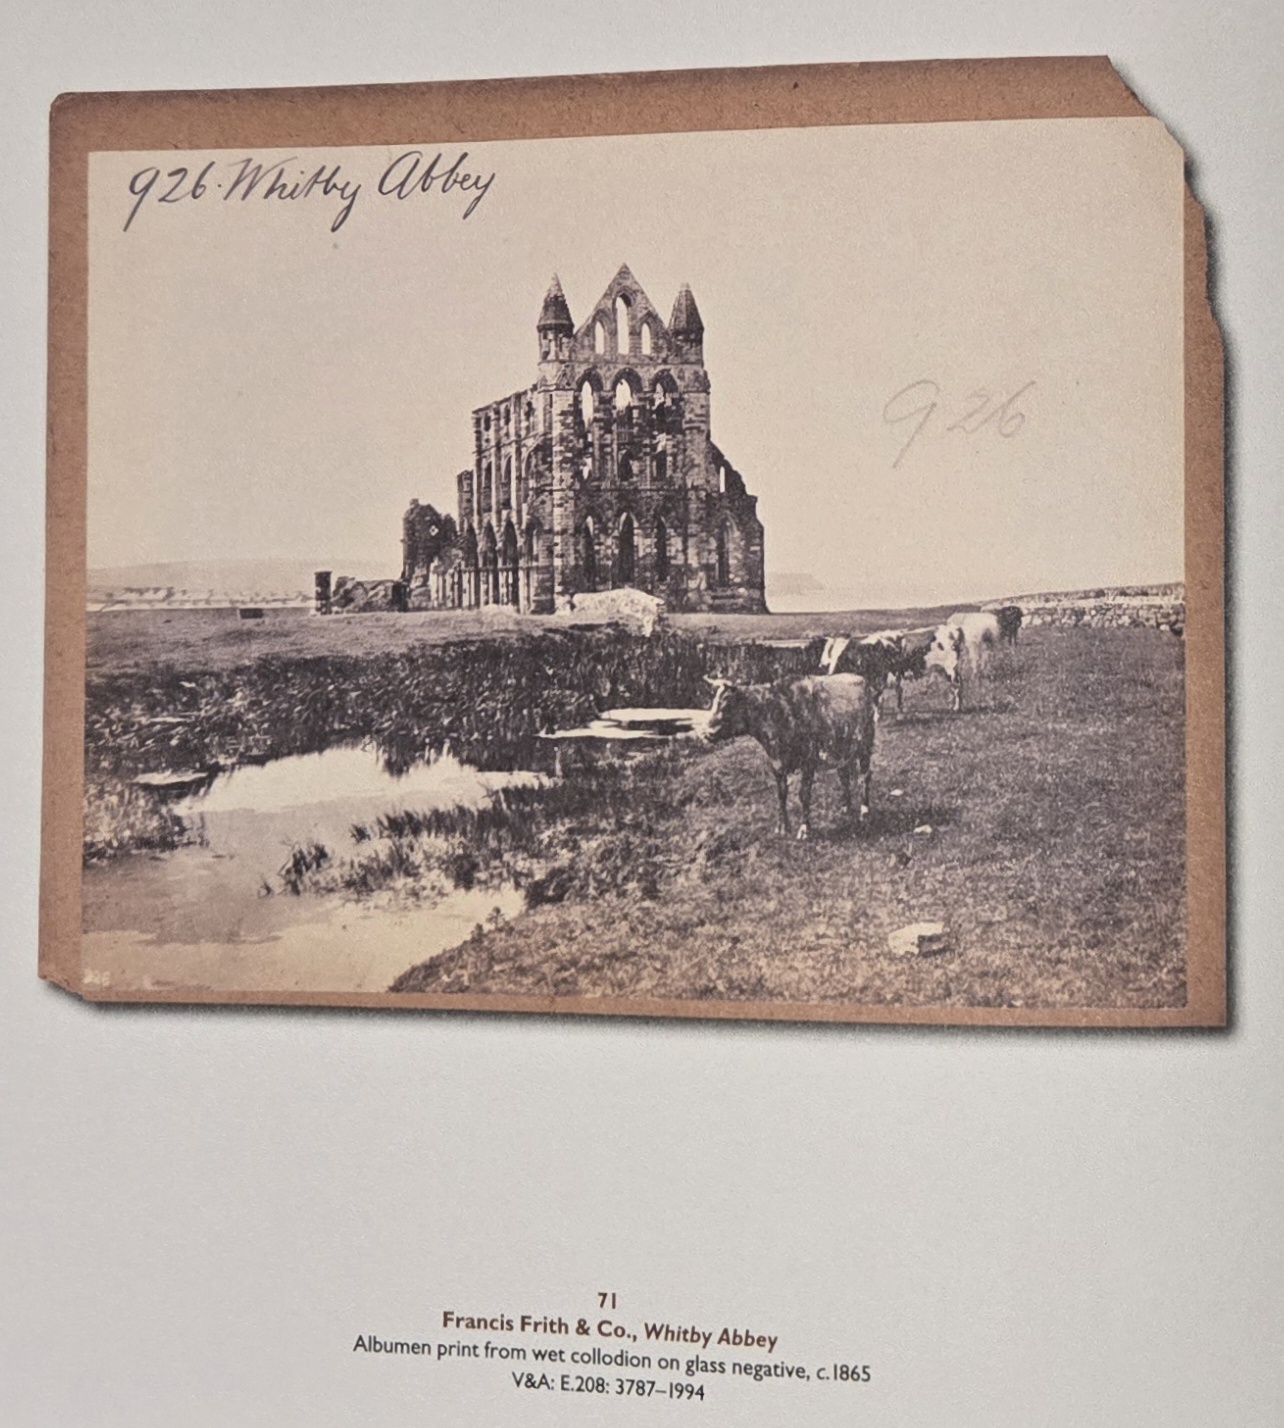 926. Whitby Abbey
926
71
Francis Frith & Co., Whitby Abbey
Albumen print from wet collodion on glass negative, c.1865
V&A: E.208: 3787–1994